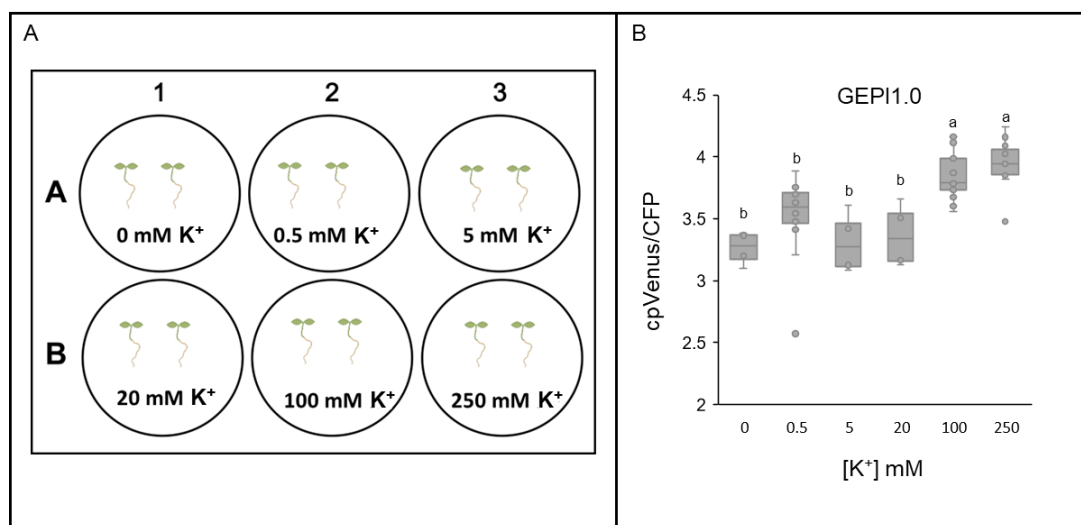 A
1 2 3
A
0 mM K⁺ 0.5 mM K⁺ 5 mM K⁺
B
20 mM K⁺ 100 mM K⁺ 250 mM K⁺
B
GEPI1.0
4.5
4
3.5
3
2.5
2
cpVenus/CFP
b b b b a a
0 0.5 5 20 100 250
[K⁺] mM